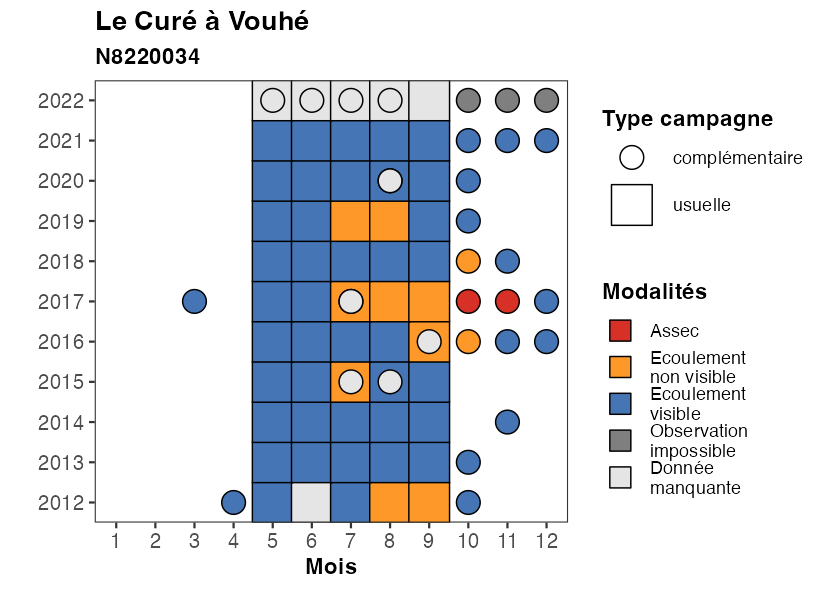 Le Curé à Vouhé
N8220034
2022
2021
2020
2019
2018
2017
2016
2015
2014
2013
2012
1 2 3 4 5 6 7 8 9 10 11 12
Mois
Type campagne
complémentaire
usuelle
Modalités
Assec
Ecoulement
non visible
Ecoulement
visible
Observation
impossible
Donnée
manquante